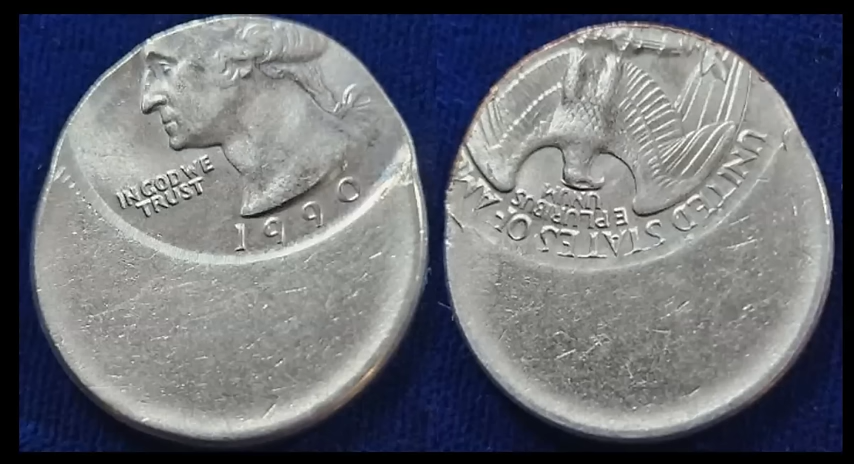 IN GOD WE
TRUST
1990
UNITED STATES OF AM
E PLURIBUS
UNUM